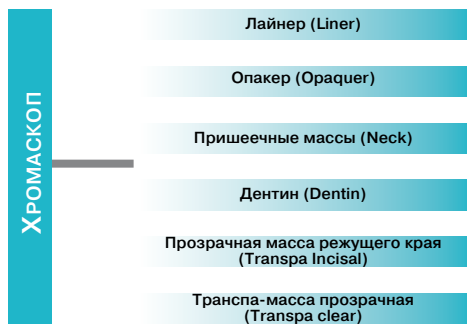 Хромаскоп
Лайнер (Liner)
Опакер (Opaquer)
Пришеечные массы (Neck)
Дентин (Dentin)
Прозрачная масса режущего края
(Transpa Incisal)
Транспа-масса прозрачная
(Transpa clear)